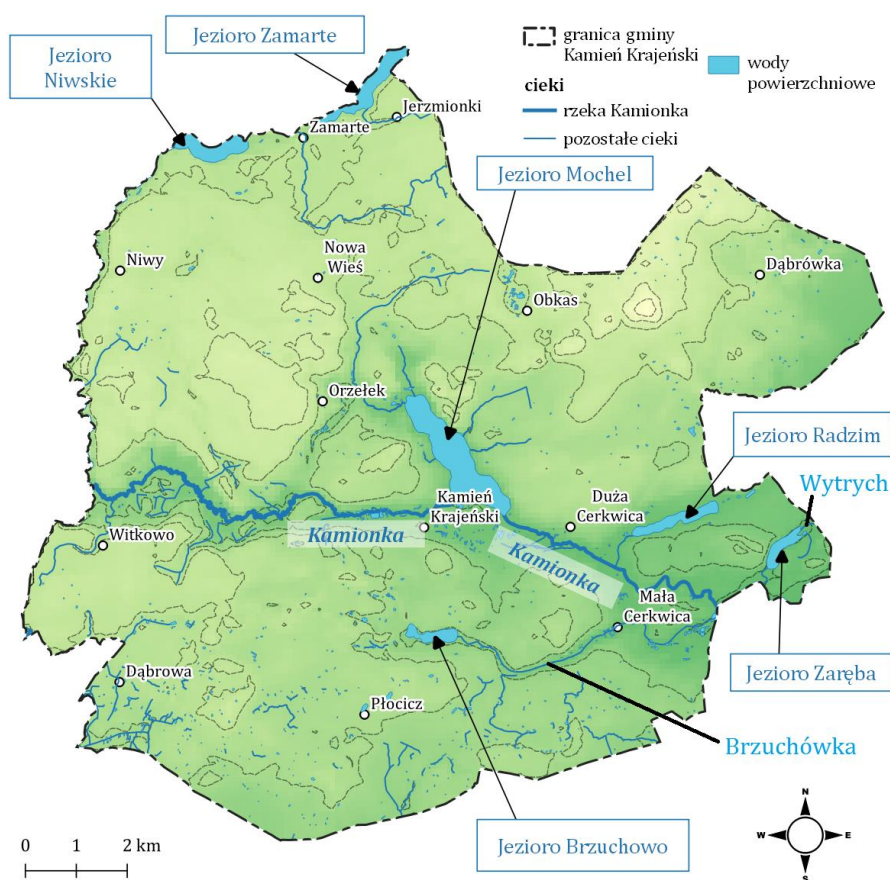 Jezioro Zamarte
Jezioro
Niwskie
granica gminy
Kamień Krajeński
wody
powierzchniowe
cieki
rzeka Kamionka
pozostałe cieki
Jerzmionki
Zamarte
Jezioro Mochel
Nowa
Wieś
Niwy
Dąbrówka
Obkas
Orzełek
Jezioro Radzim
Wytrych
Kamień
Krajeński
Duża
Cerkwica
Witkowo
Kamionka
Kamionka
Mała
Cerkwica
Jezioro Zaręba
Dąbrowa
Płocicz
Brzuchówka
Jezioro Brzuchowo
0 1 2 km
N
W E
S